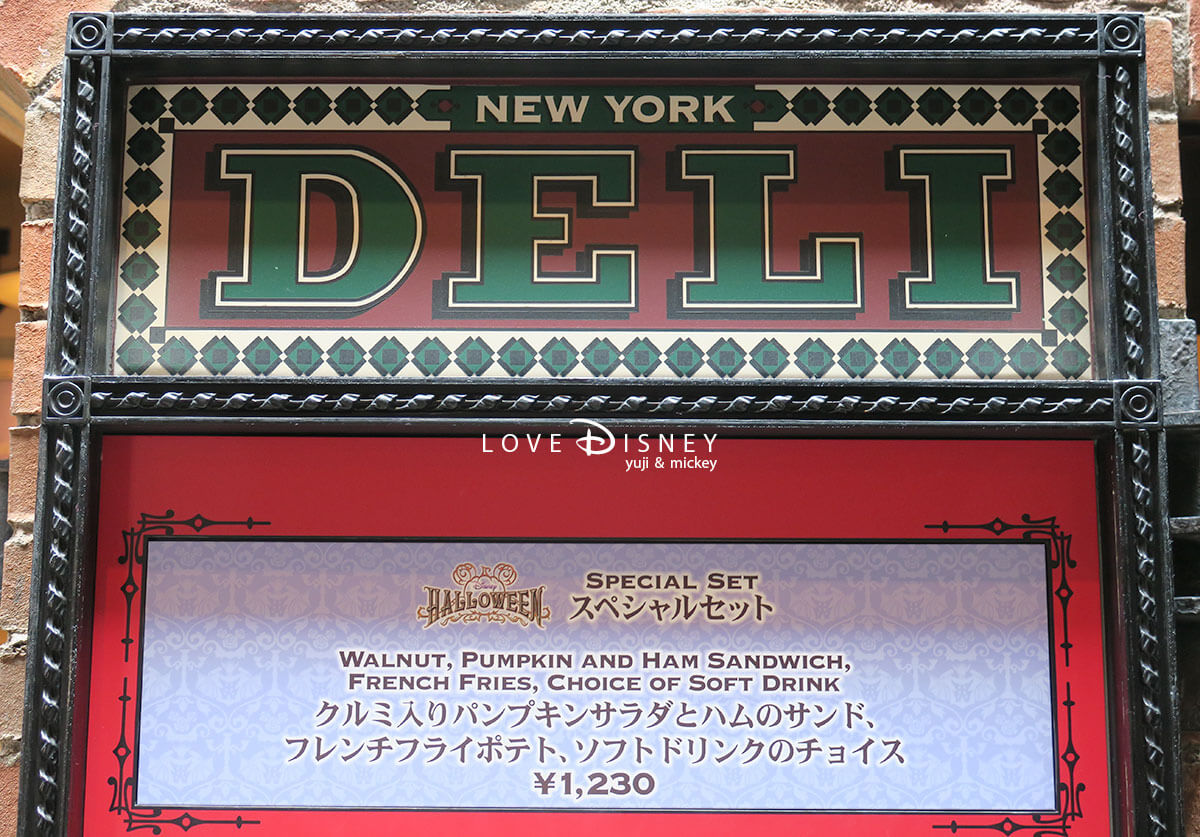 NEW YORK
DELI
LOVE DISNEY
yuji & mickey
Disney
HALLOWEEN
SPECIAL SET
スペシャルセット
WALNUT, PUMPKIN AND HAM SANDWICH,
FRENCH FRIES, CHOICE OF SOFT DRINK
クルミ入りパンプキンサラダとハムのサンド、
フレンチフライポテト、ソフトドリンクのチョイス
¥1,230